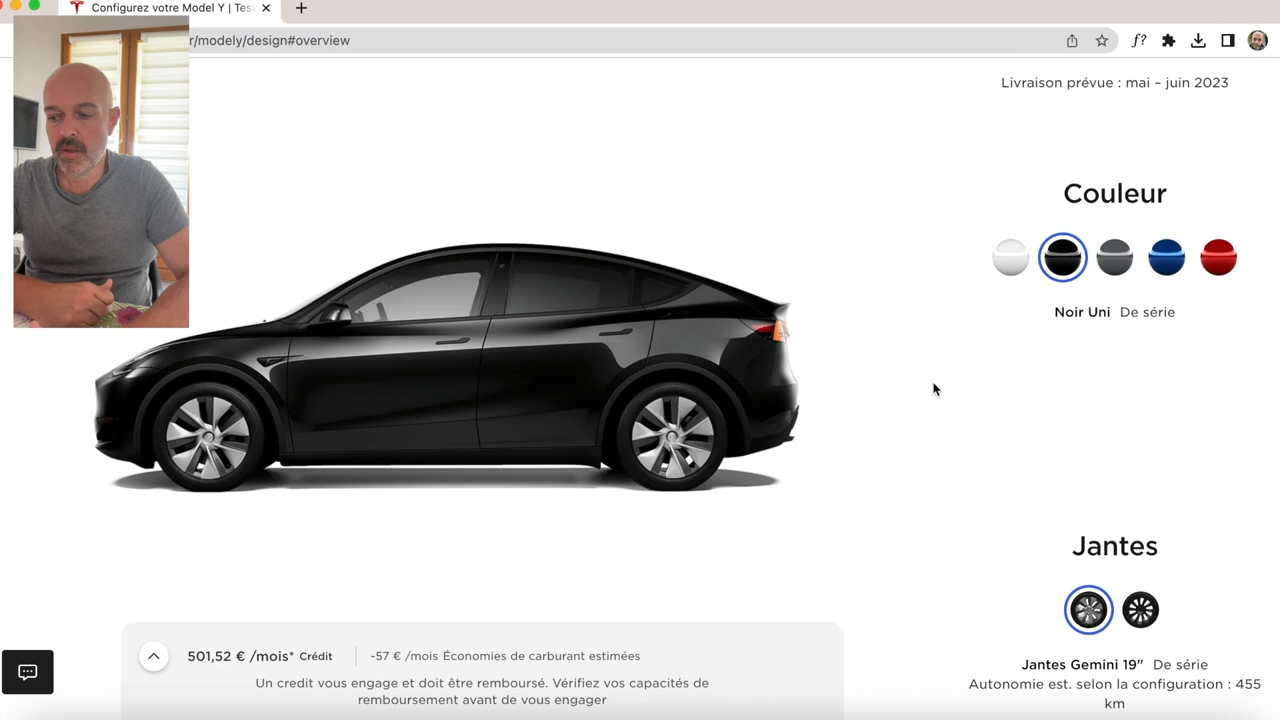 Configurez votre Model Y | Tes
r/modely/design#overview
f?
Livraison prévue : mai – juin 2023
Couleur
Noir Uni De série
Jantes
Jantes Gemini 19" De série
Autonomie est. selon la configuration : 455
km
501,52 € /mois* Crédit
-57 € /mois Économies de carburant estimées
Un credit vous engage et doit être remboursé. Vérifiez vos capacités de
remboursement avant de vous engager